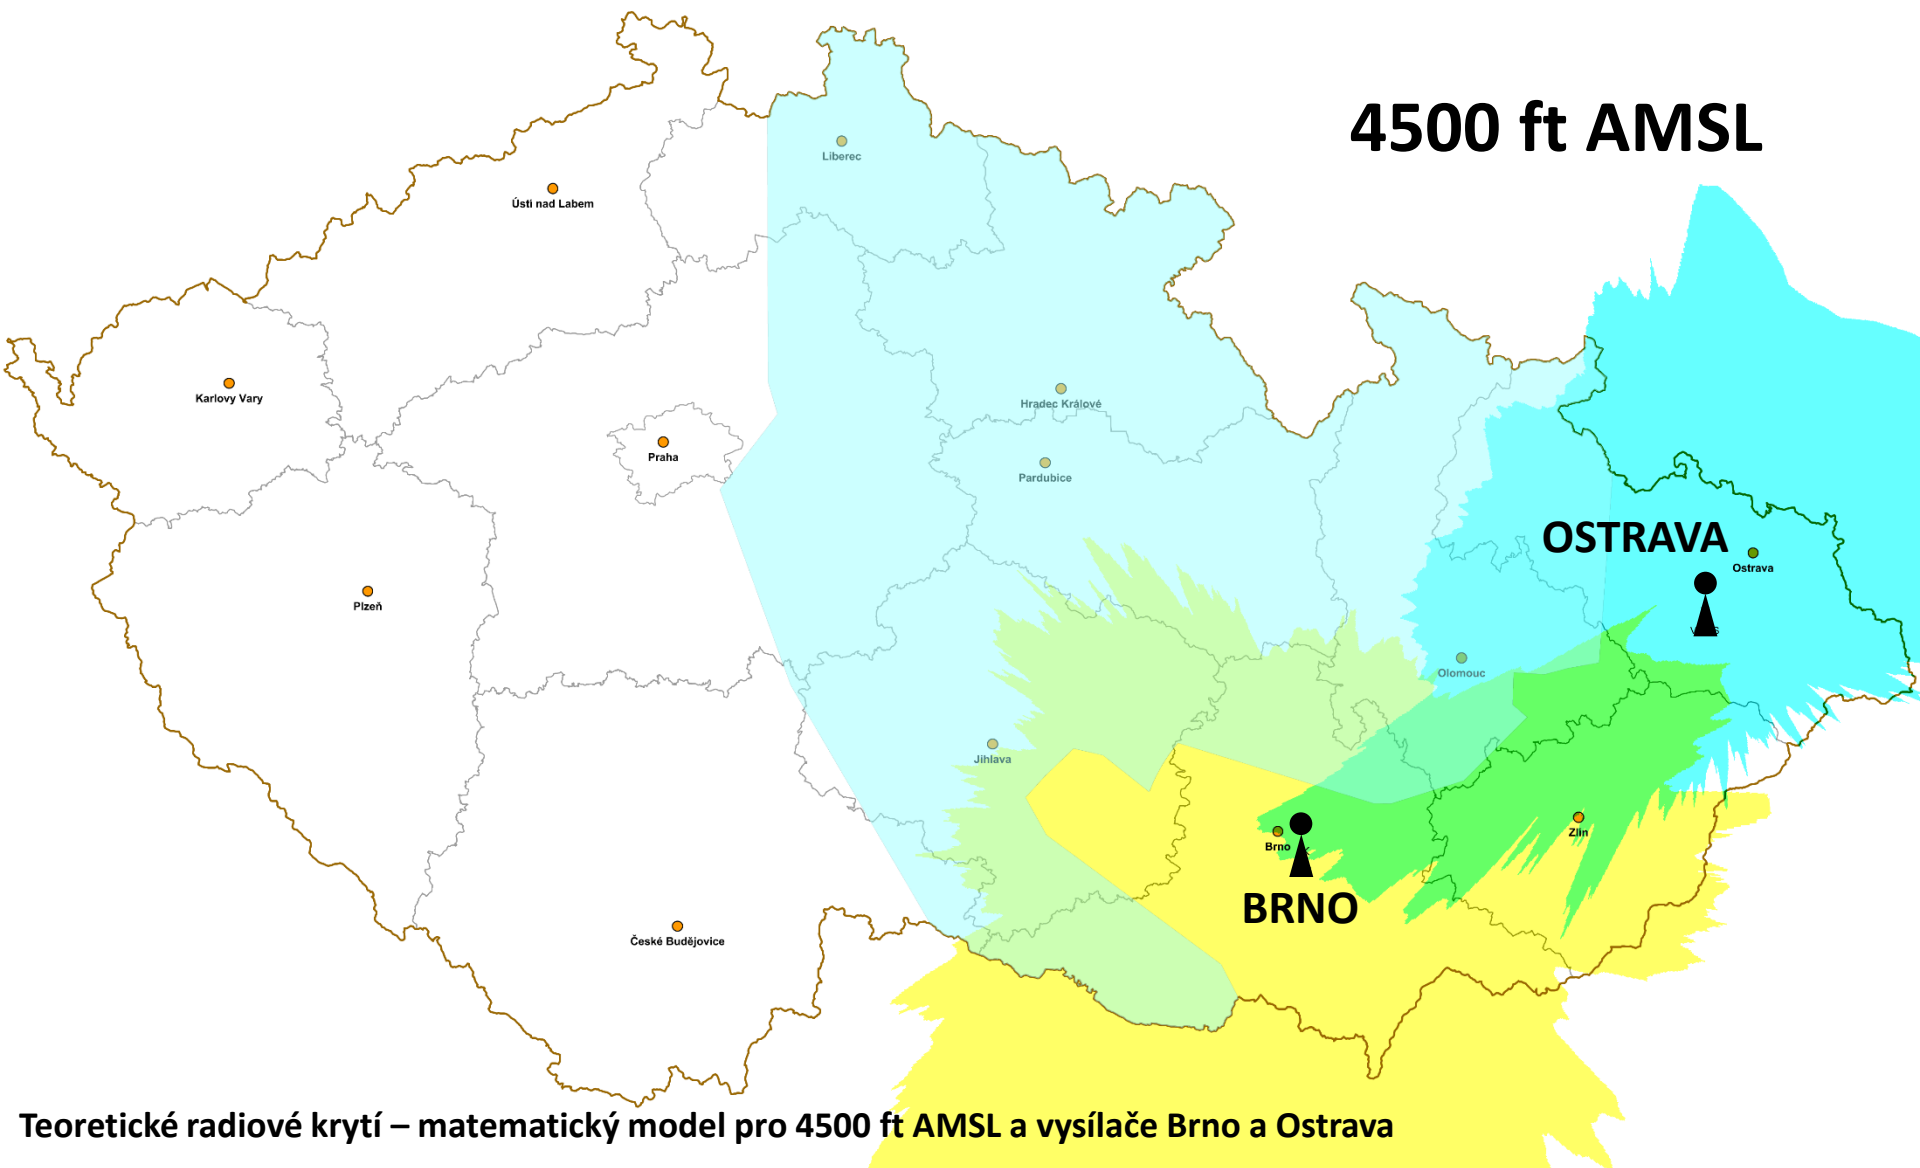 4500 ft AMSL
Liberec
Ústi nad Labem
Karlovy Vary
Hradec Králové
Praha
Pardubice
OSTRAVA
Ostrava
Plzeň
Olomouc
Jihlava
Zlín
Brno
BRNO
České Budějovice
Teoretické radiové krytí – matematický model pro 4500 ft AMSL a vysílače Brno a Ostrava